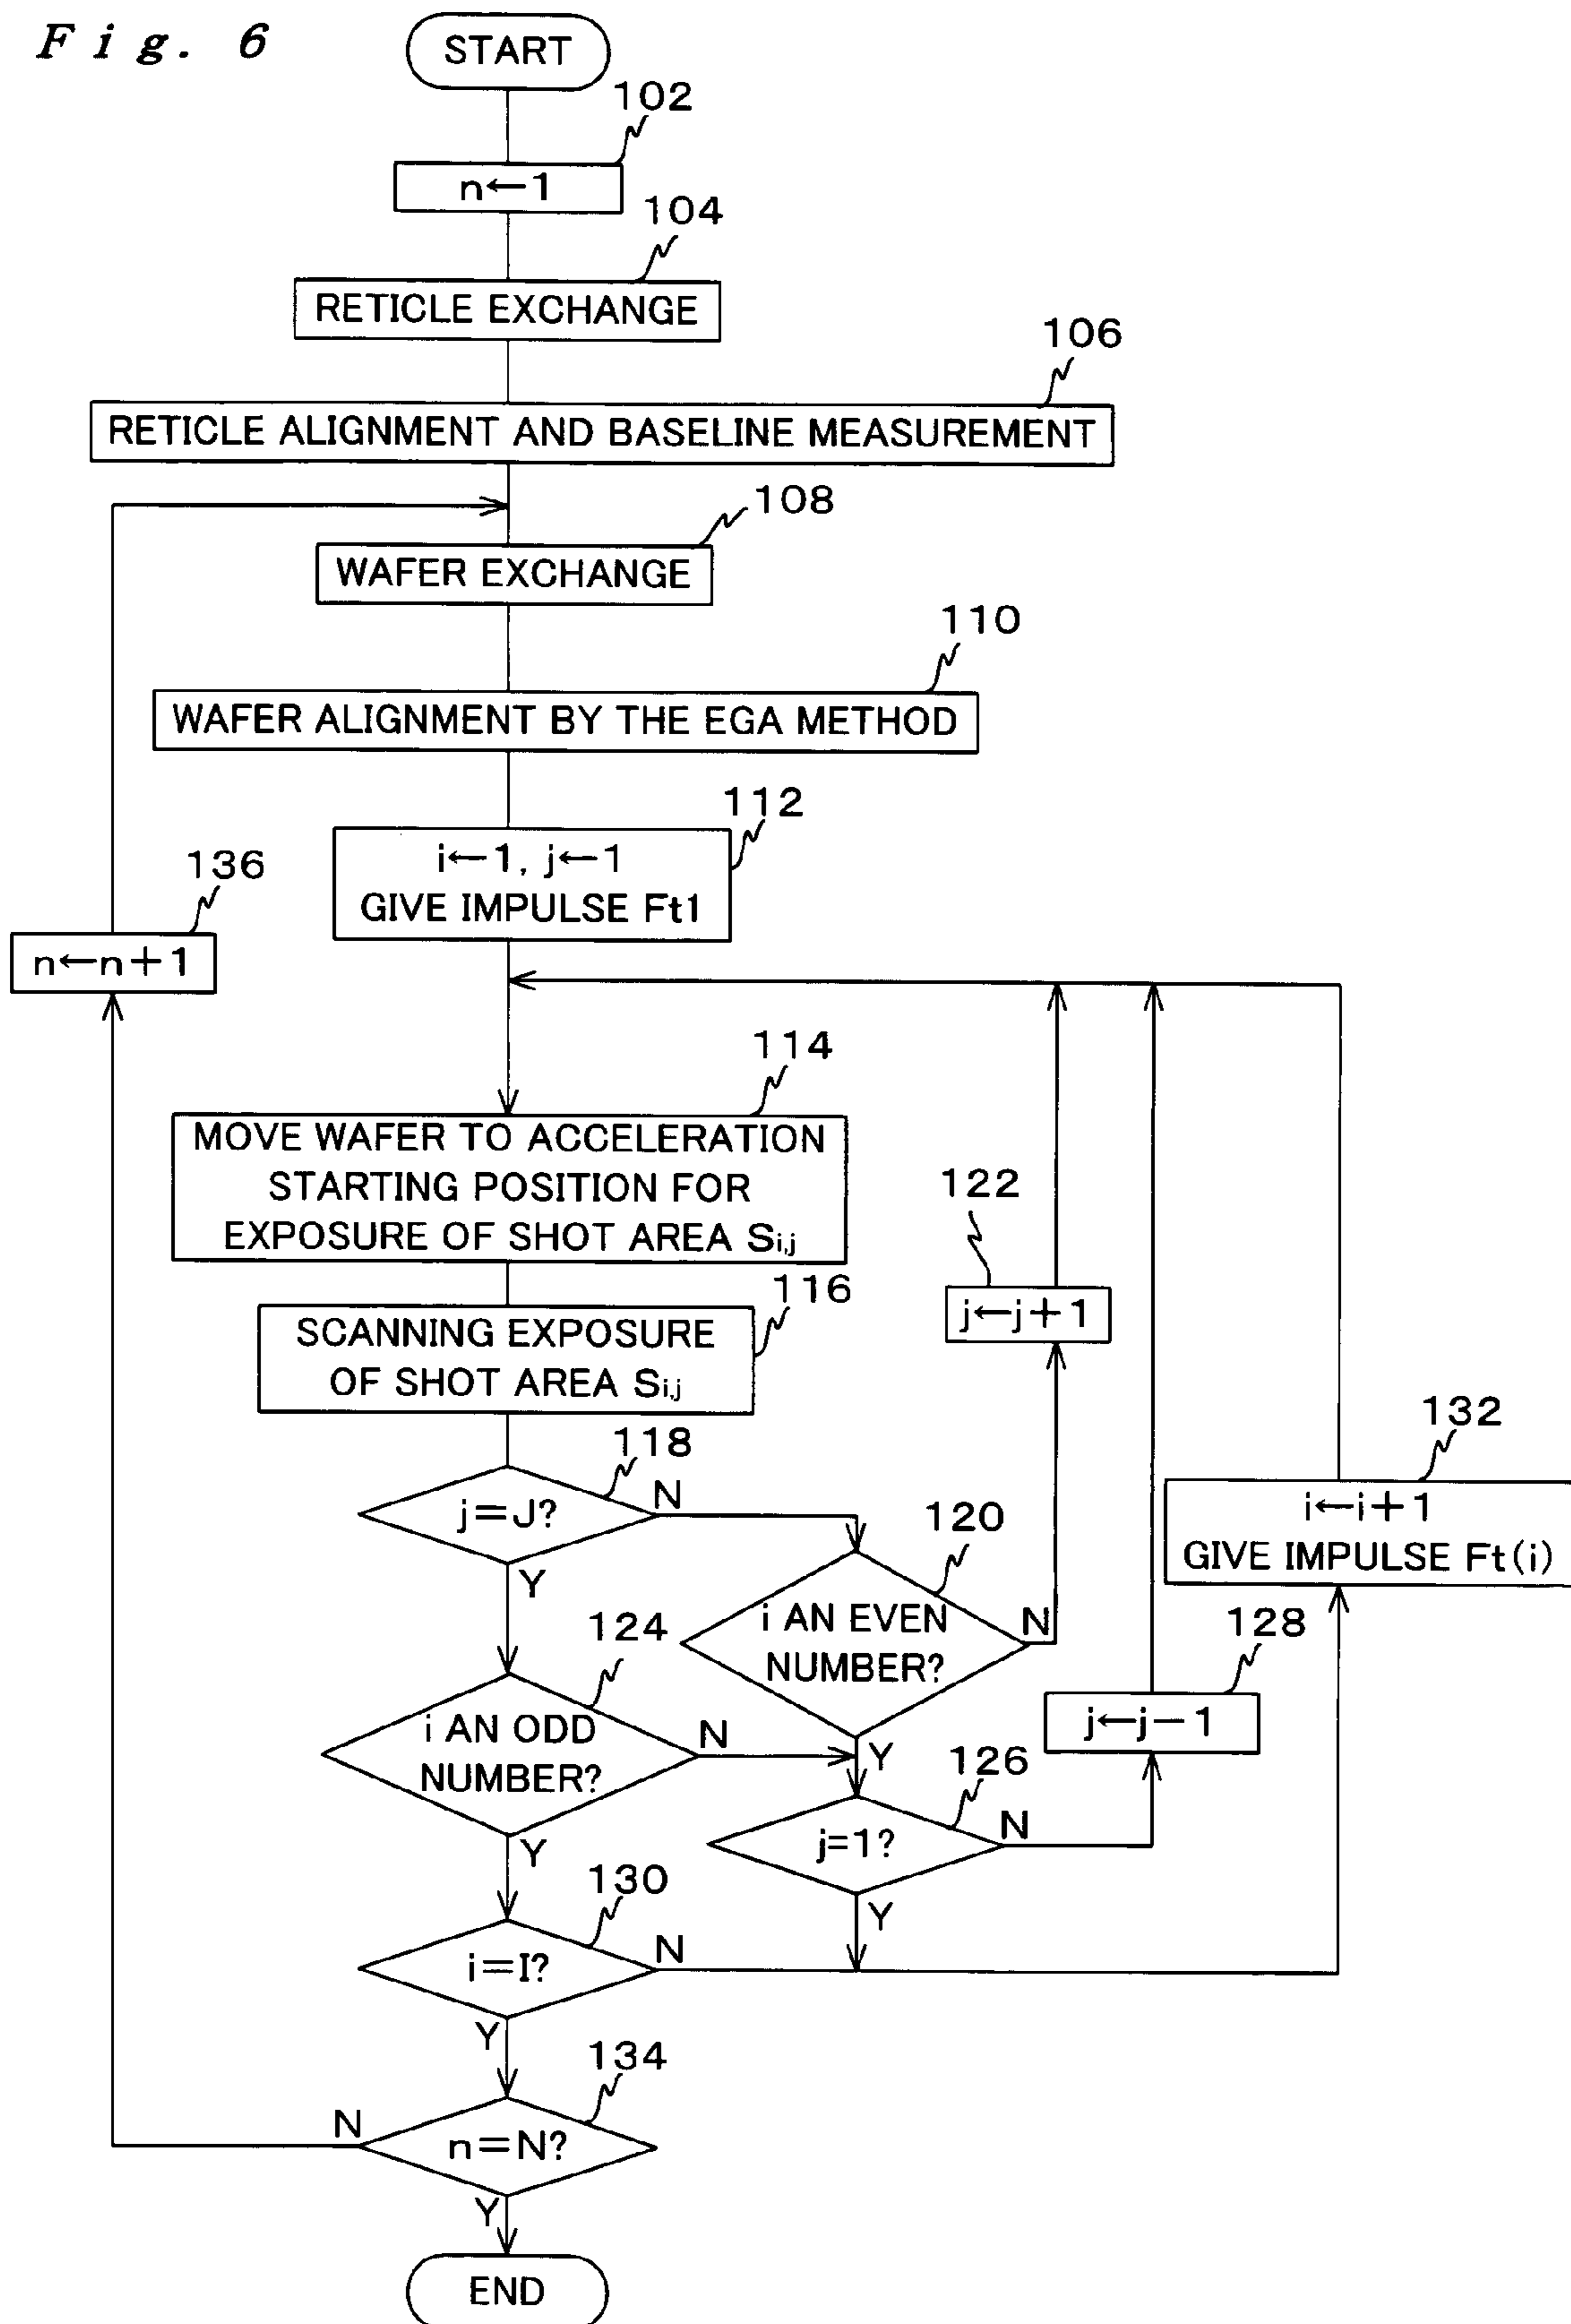 Fig. 6
START
102
n←1
104
RETICLE EXCHANGE
106
RETICLE ALIGNMENT AND BASELINE MEASUREMENT
108
WAFER EXCHANGE
110
WAFER ALIGNMENT BY THE EGA METHOD
112
i←1, j←1
GIVE IMPULSE Ft1
136
n←n+1
114
MOVE WAFER TO ACCELERATION
STARTING POSITION FOR
EXPOSURE OF SHOT AREA Si,j
122
j←j+1
116
SCANNING EXPOSURE
OF SHOT AREA Si,j
132
i←i+1
GIVE IMPULSE Ft(i)
118
j=J?
N
Y
120
i AN EVEN
NUMBER?
N
Y
128
j←j−1
124
i AN ODD
NUMBER?
N
Y
126
j=1?
N
Y
130
i=I?
N
Y
134
n=N?
N
Y
END